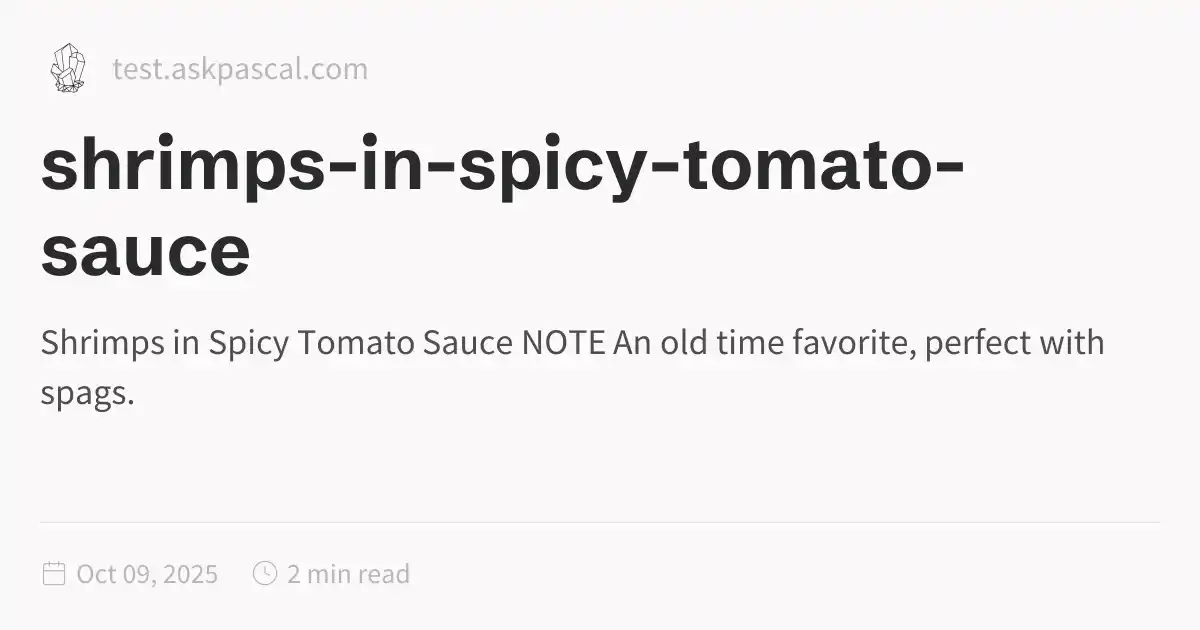 test.askpascal.com
shrimps-in-spicy-tomato-
sauce
Shrimps in Spicy Tomato Sauce NOTE An old time favorite, perfect with
spags.
Oct 09, 2025 2 min read